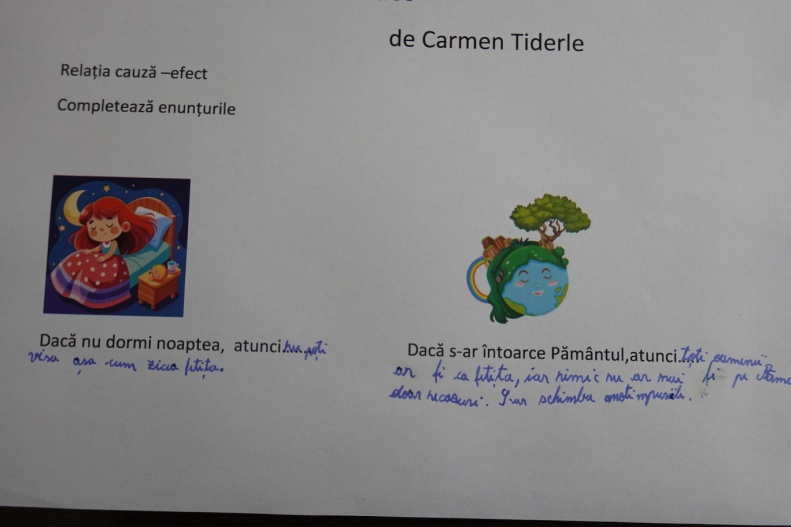 de Carmen Tiderle
Relația cauză –efect
Completează enunțurile
Dacă nu dormi noaptea, atunci...nu poți
visa așa cum zicea fetița.
Dacă s-ar întoarce Pământul,atunci....toți oamenii
ar fi ca fetița, iar nimic nu ar mai fi pe
doar necazuri. S-ar schimba anotimpurile.